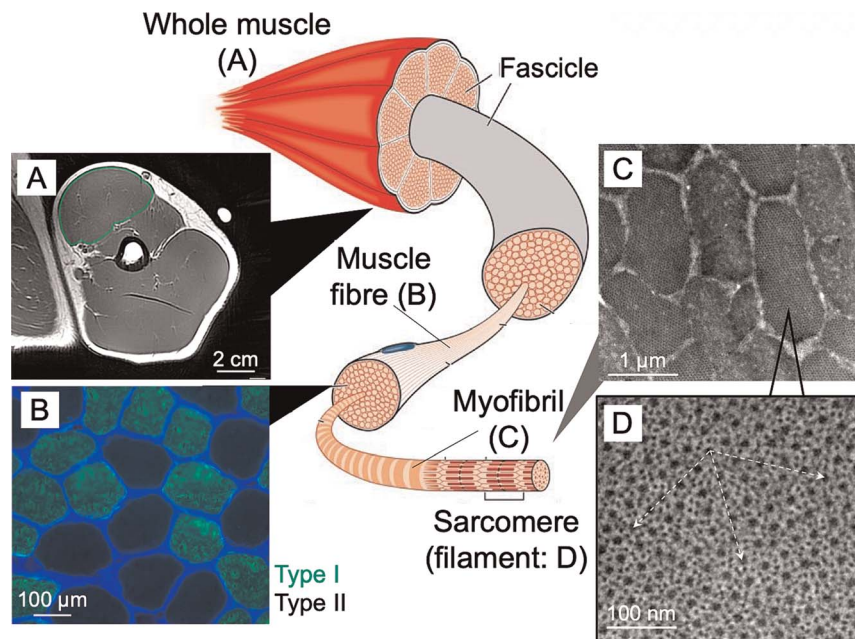 Whole muscle
(A)
Fascicle
A
2 cm
C
1 µm
Muscle
fibre (B)
B
Type I
Type II
100 µm
Myofibril
(C)
Sarcomere
(filament: D)
D
100 nm